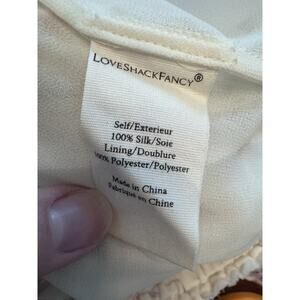 LOVESHACKFANCY®
Self/Exterieur
100% Silk/Soie
Lining/Doublure
100% Polyester/Polyester
Made in China
Fabriqué en Chine